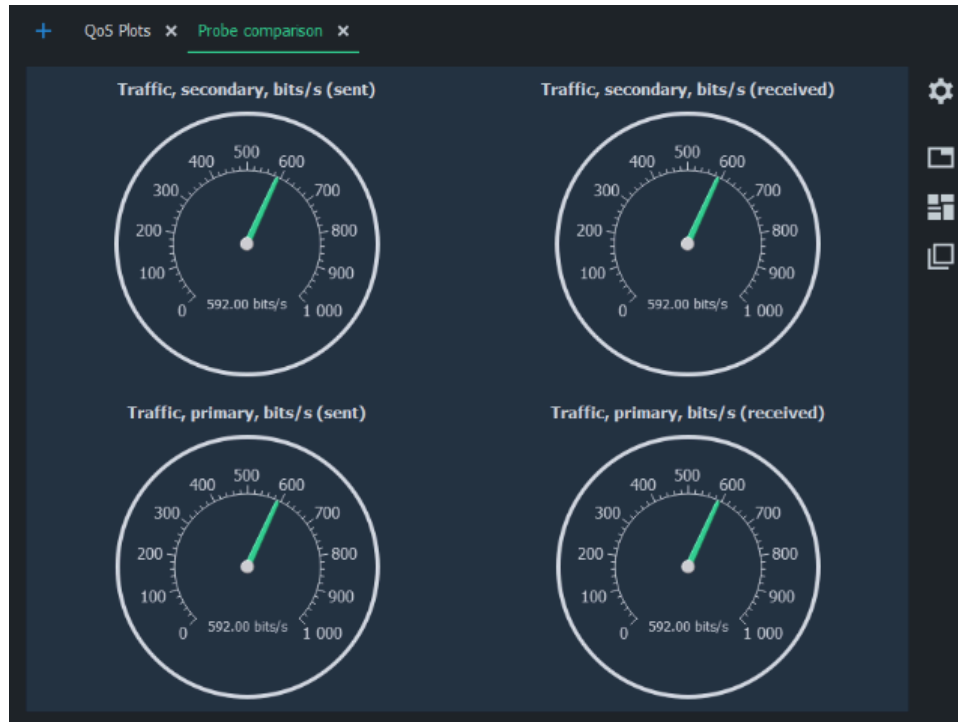 + QoS Plots × Probe comparison ×
Traffic, secondary, bits/s (sent)
0 100 200 300 400 500 600 700 800 900 1 000
592.00 bits/s
Traffic, secondary, bits/s (received)
0 100 200 300 400 500 600 700 800 900 1 000
592.00 bits/s
Traffic, primary, bits/s (sent)
0 100 200 300 400 500 600 700 800 900 1 000
592.00 bits/s
Traffic, primary, bits/s (received)
0 100 200 300 400 500 600 700 800 900 1 000
592.00 bits/s